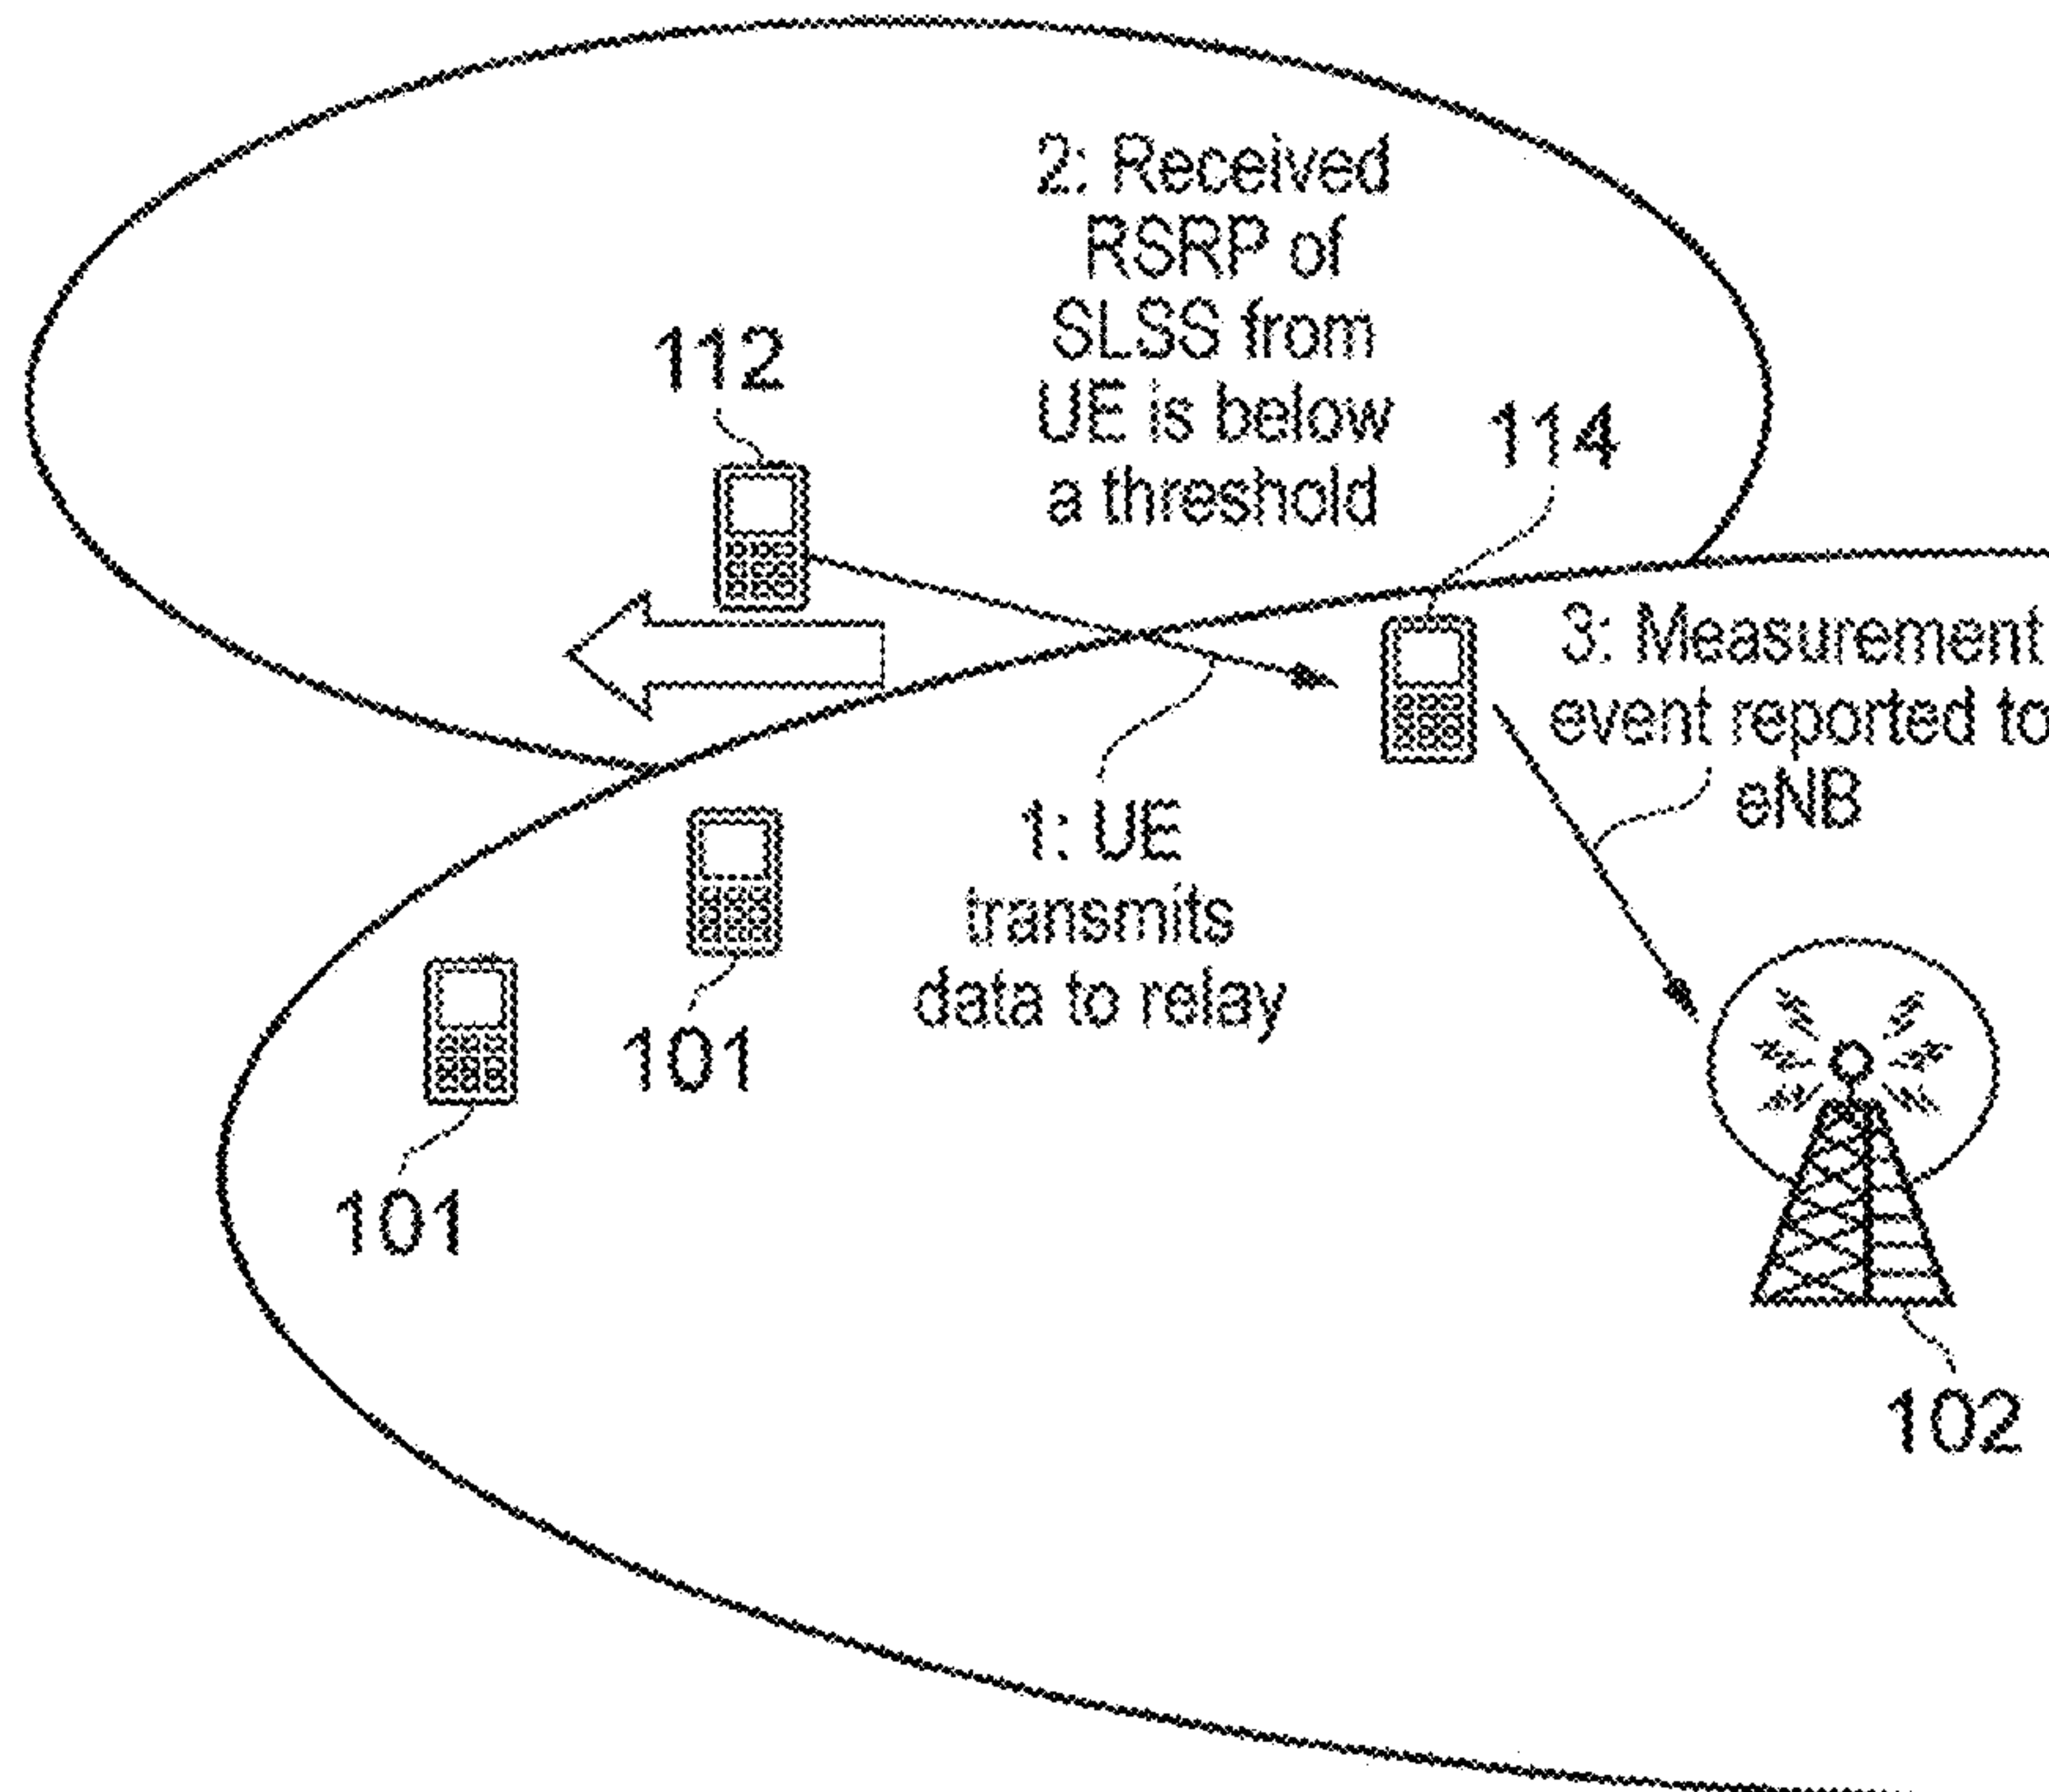 2: Received
RSRP of
SLSS from
UE is below
a threshold
112
114
3: Measurement
event reported to
eNB
1: UE
transmits
data to relay
101
101
102